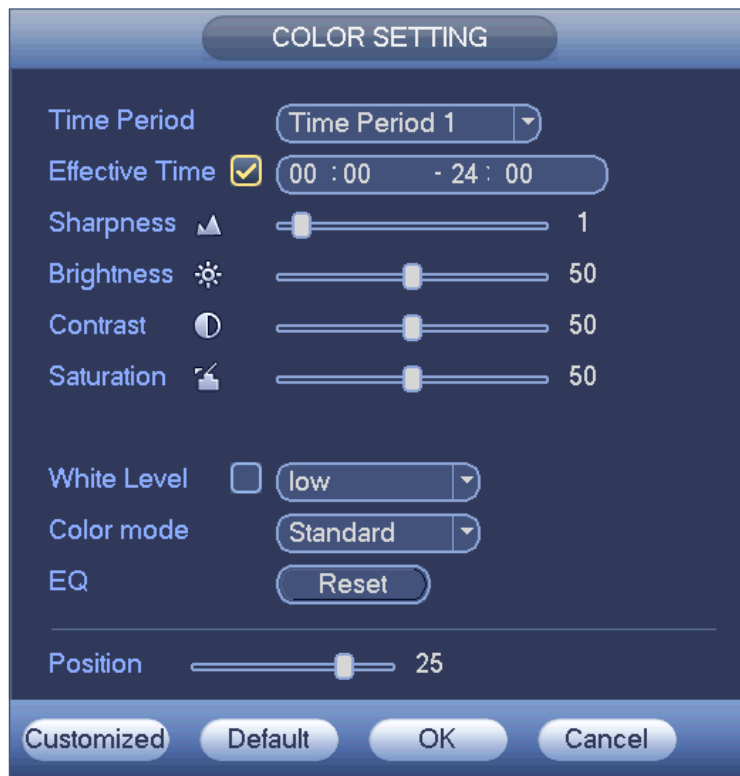 COLOR SETTING
Time Period Time Period 1
Effective Time 00 : 00 - 24 : 00
Sharpness 1
Brightness 50
Contrast 50
Saturation 50
White Level low
Color mode Standard
EQ Reset
Position 25
Customized Default OK Cancel